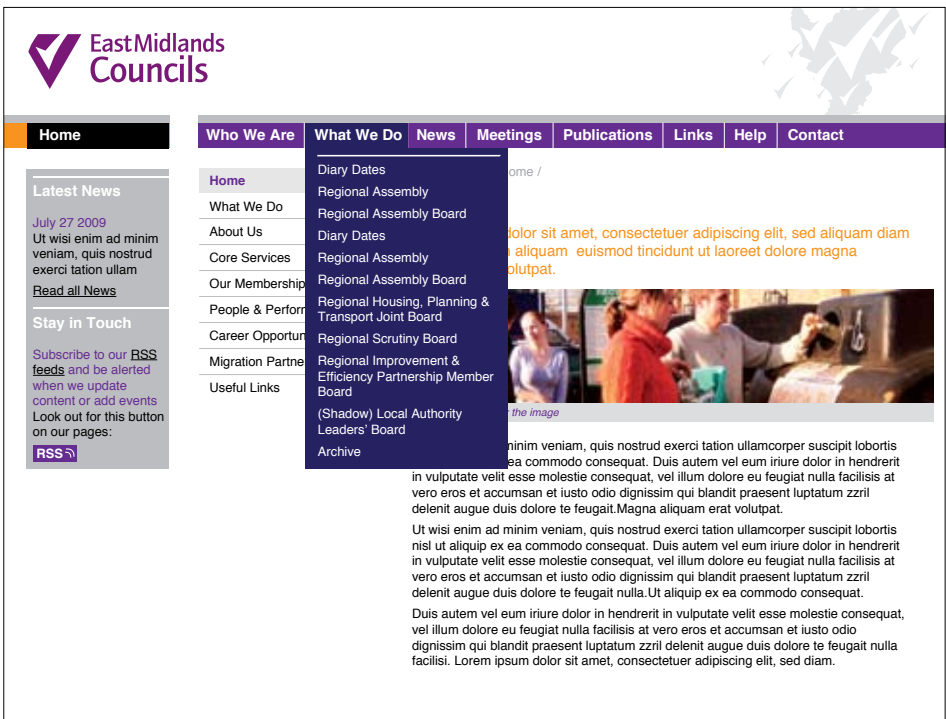 EastMidlands
Councils
Home
Who We Are
What We Do
News
Meetings
Publications
Links
Help
Contact
Latest News
July 27 2009
Ut wisi enim ad minim
veniam, quis nostrud
exerci tation ullam
Read all News
Stay in Touch
Subscribe to our RSS
feeds and be alerted
when we update
content or add events
Look out for this button
on our pages:
RSS
Home
What We Do
About Us
Core Services
Our Membership
People & Perfor
Career Opportun
Migration Partne
Useful Links
Diary Dates
Regional Assembly
Regional Assembly Board
Diary Dates
Regional Assembly
Regional Assembly Board
Regional Housing, Planning &
Transport Joint Board
Regional Scrutiny Board
Regional Improvement &
Efficiency Partnership Member
Board
(Shadow) Local Authority
Leaders' Board
Archive
ome /
dolor sit amet, consectetuer adipiscing elit, sed aliquam diam
aliquam euismod tincidunt ut laoreet dolore magna
olutpat.
the image
minim veniam, quis nostrud exerci tation ullamcorper suscipit lobortis
ea commodo consequat. Duis autem vel eum iriure dolor in hendrerit
in vulputate velit esse molestie consequat, vel illum dolore eu feugiat nulla facilisis at
vero eros et accumsan et iusto odio dignissim qui blandit praesent luptatum zzril
delenit augue duis dolore te feugait.Magna aliquam erat volutpat.
Ut wisi enim ad minim veniam, quis nostrud exerci tation ullamcorper suscipit lobortis
nisl ut aliquip ex ea commodo consequat. Duis autem vel eum iriure dolor in hendrerit
in vulputate velit esse molestie consequat, vel illum dolore eu feugiat nulla facilisis at
vero eros et accumsan et iusto odio dignissim qui blandit praesent luptatum zzril
delenit augue duis dolore te feugait nulla.Ut aliquip ex ea commodo consequat.
Duis autem vel eum iriure dolor in hendrerit in vulputate velit esse molestie consequat,
vel illum dolore eu feugiat nulla facilisis at vero eros et accumsan et iusto odio
dignissim qui blandit praesent luptatum zzril delenit augue duis dolore te feugait nulla
facilisi. Lorem ipsum dolor sit amet, consectetuer adipiscing elit, sed diam.